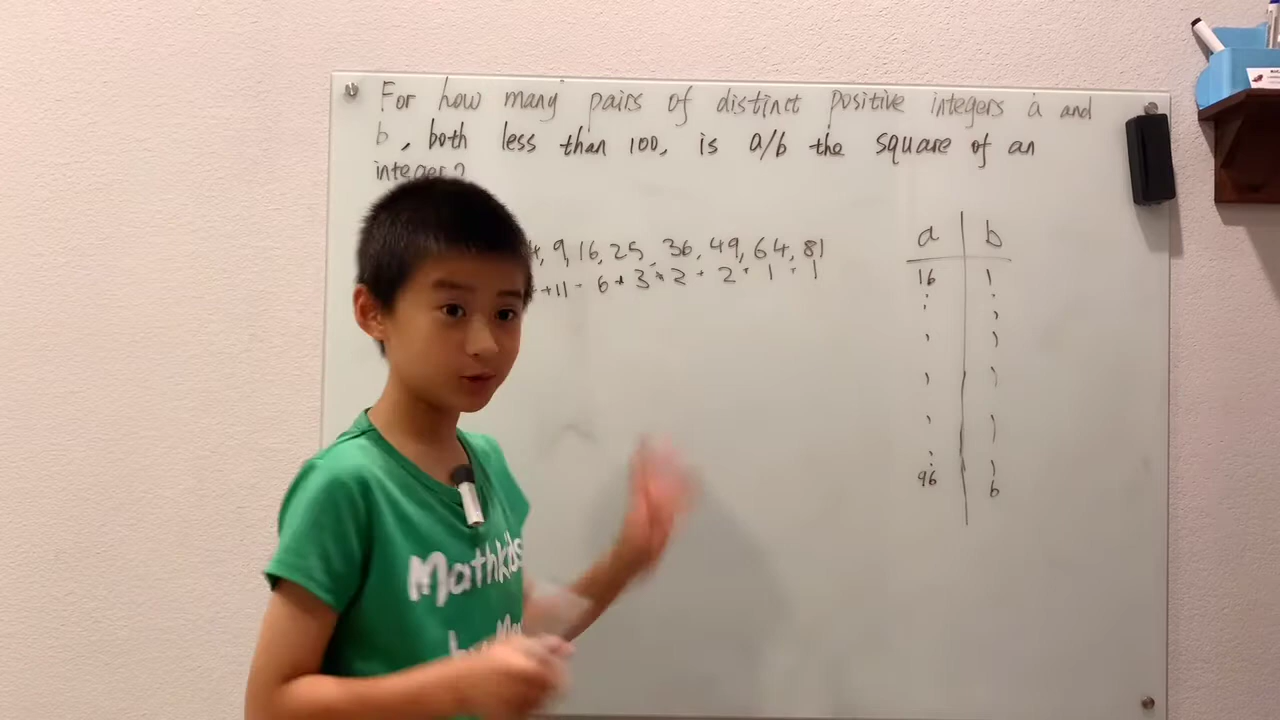 For how many pairs of distinct positive integers a and
b, both less than 100, is a/b the square of an
integer?
4, 9, 16, 25, 36, 49, 64, 81
+ 11 + 6 + 3 + 2 + 2 + 1 + 1
a b
16 1
96 6
Mathkids
by